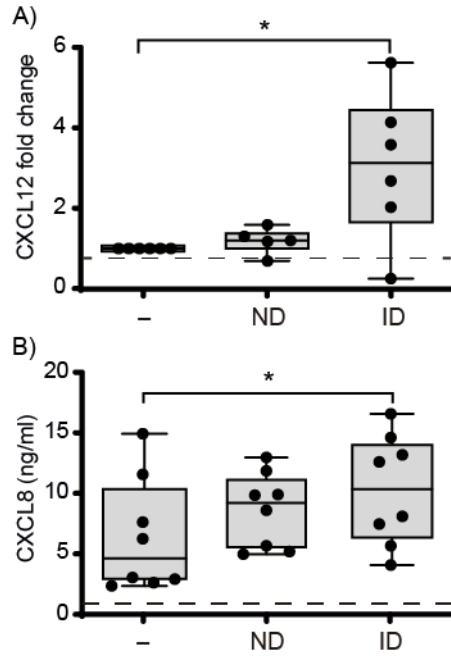 A)
*
CXCL12 fold change
6
4
2
0
– ND ID
B)
*
CXCL8 (ng/ml)
20
15
10
5
0
– ND ID